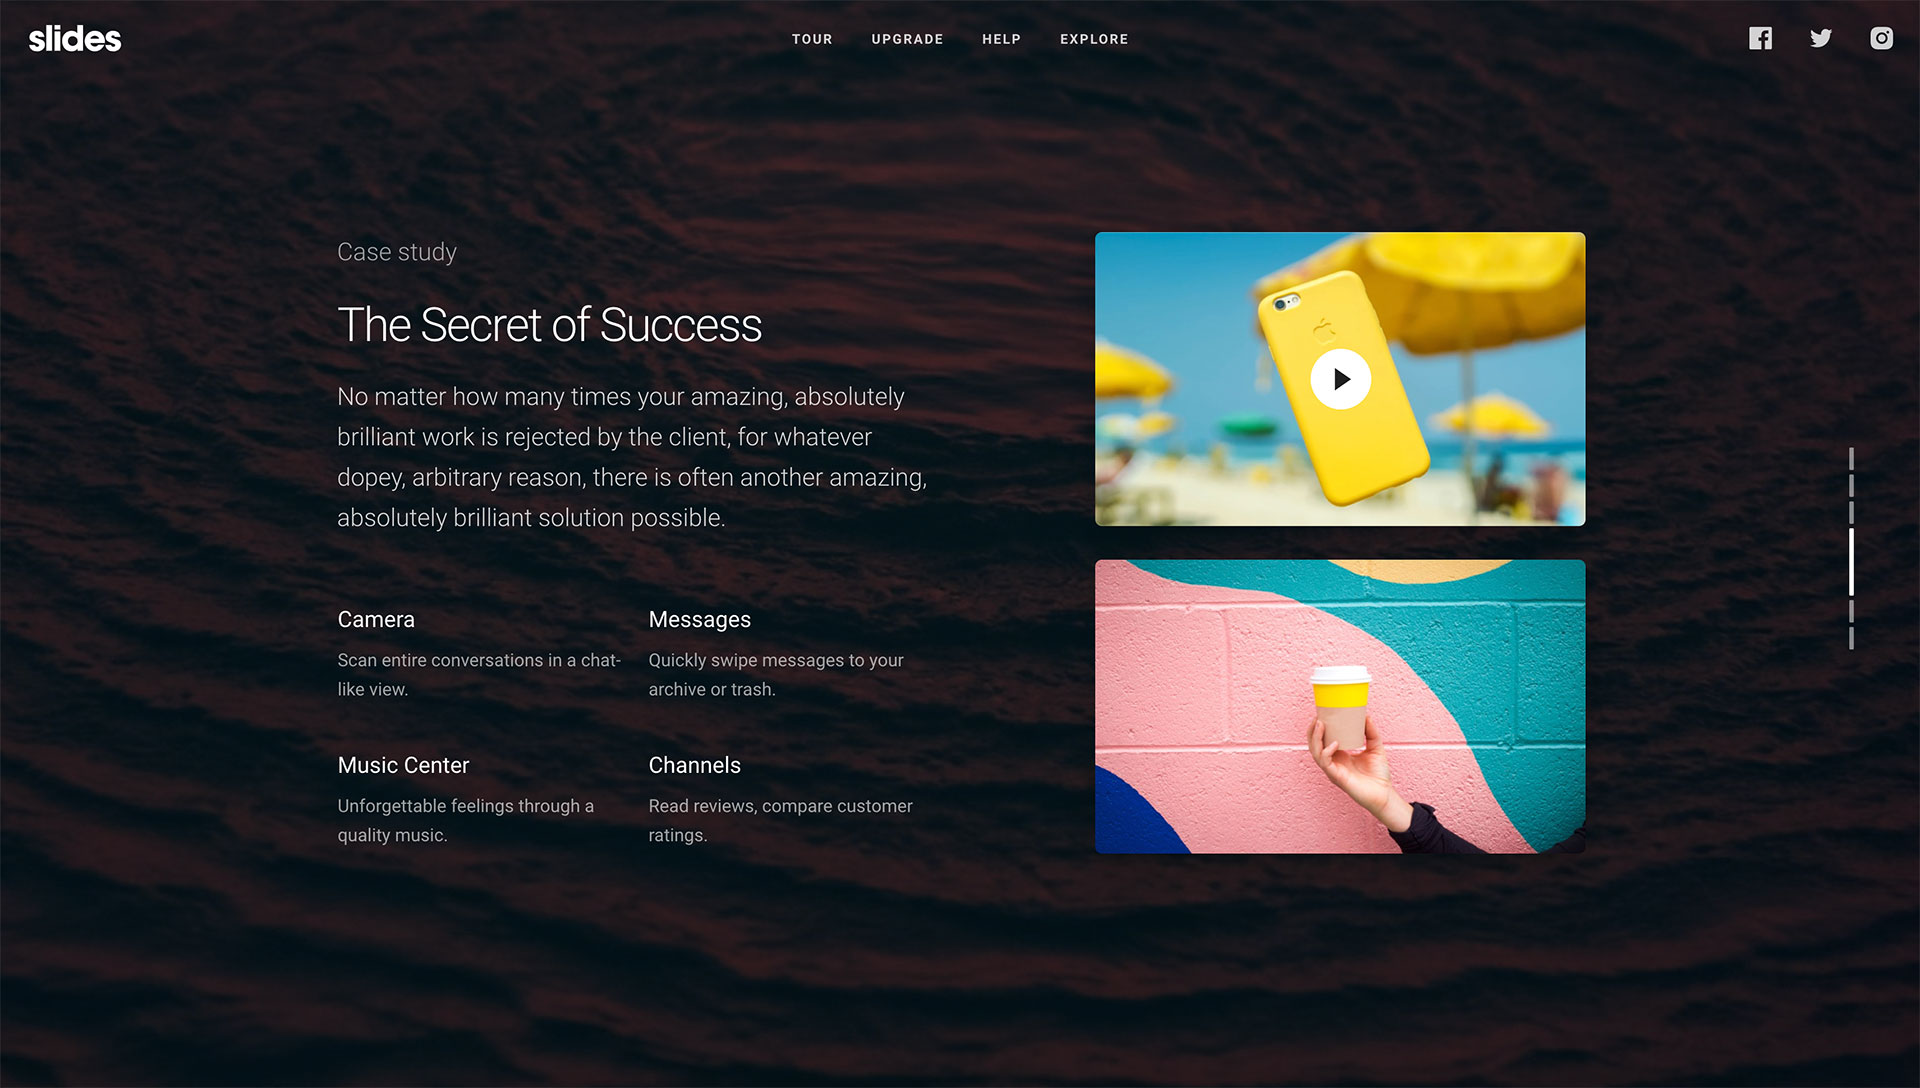 slides
TOUR UPGRADE HELP EXPLORE
Case study
The Secret of Success
No matter how many times your amazing, absolutely
brilliant work is rejected by the client, for whatever
dopey, arbitrary reason, there is often another amazing,
absolutely brilliant solution possible.
Camera
Scan entire conversations in a chat-
like view.
Messages
Quickly swipe messages to your
archive or trash.
Music Center
Unforgettable feelings through a
quality music.
Channels
Read reviews, compare customer
ratings.